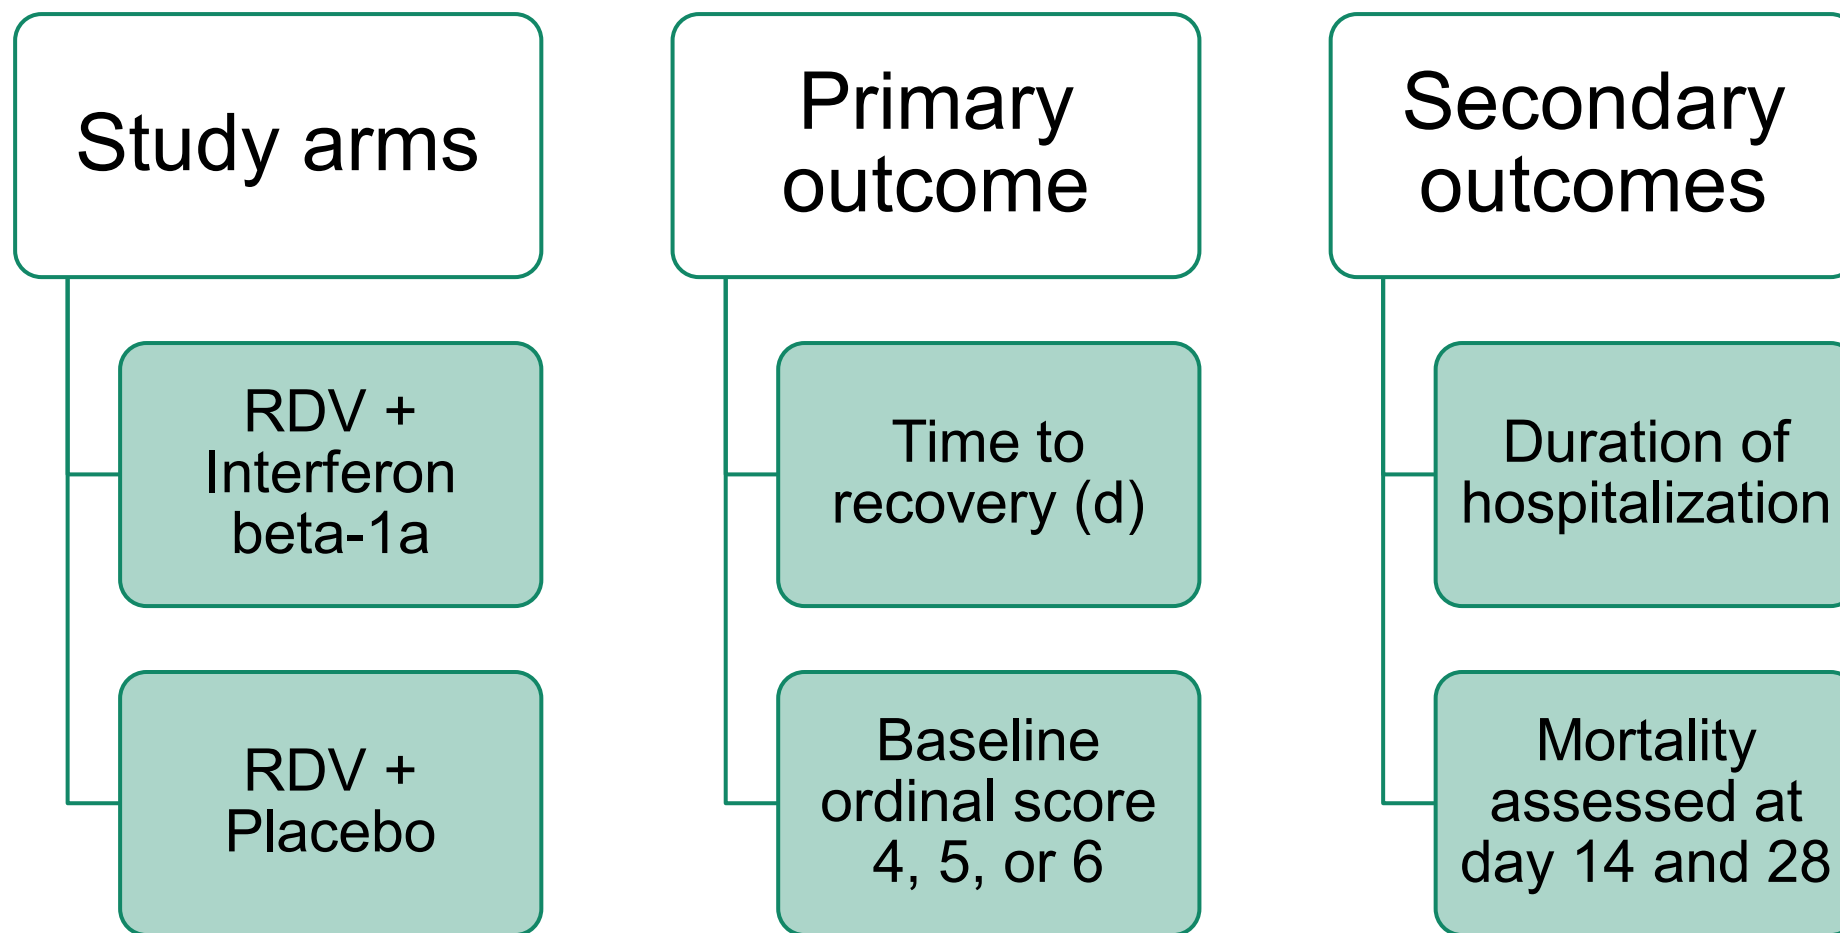 Study arms
RDV +
Interferon
beta-1a
RDV +
Placebo
Primary
outcome
Time to
recovery (d)
Baseline
ordinal score
4, 5, or 6
Secondary
outcomes
Duration of
hospitalization
Mortality
assessed at
day 14 and 28